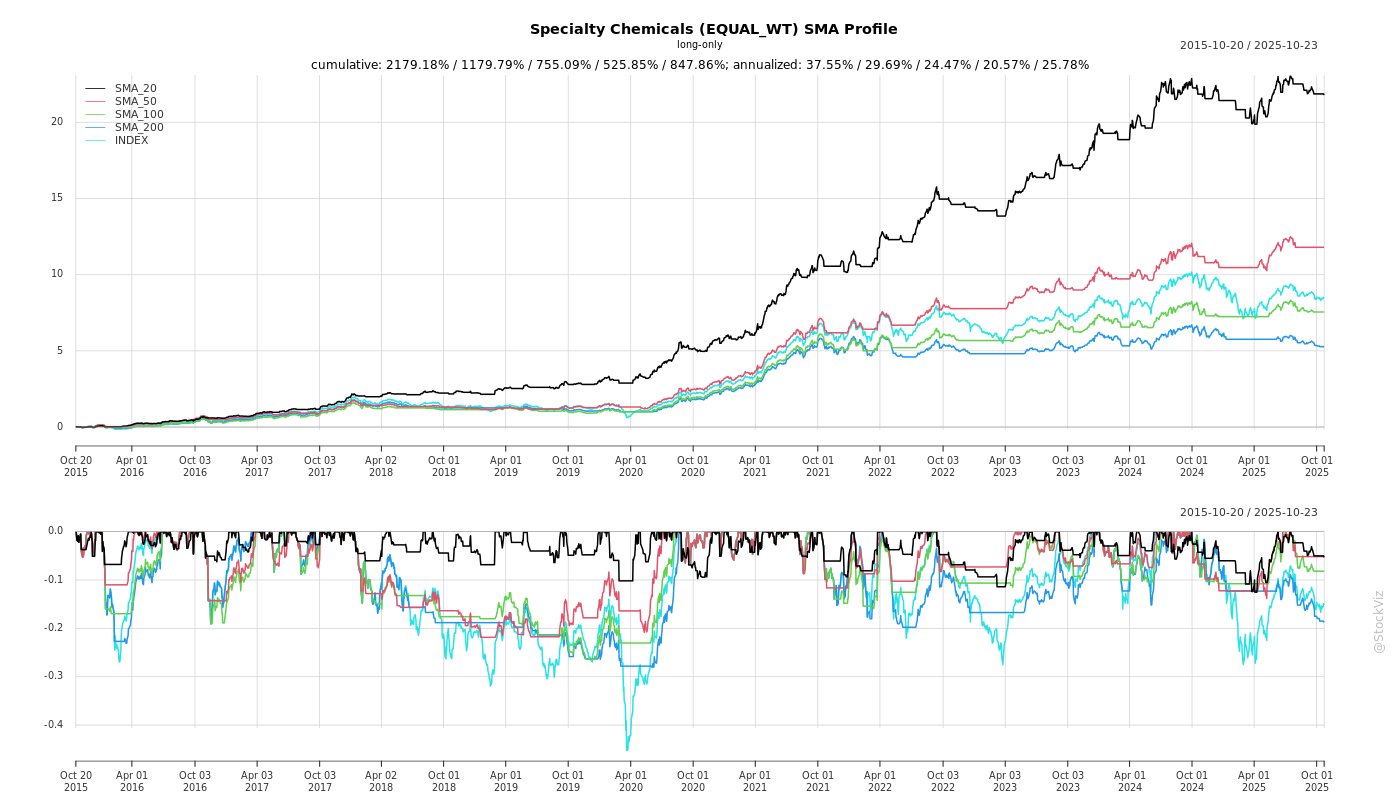 Specialty Chemicals (EQUAL_WT) SMA Profile
long-only
2015-10-20 / 2025-10-23
cumulative: 2179.18% / 1179.79% / 755.09% / 525.85% / 847.86%; annualized: 37.55% / 29.69% / 24.47% / 20.57% / 25.78%
SMA_20
SMA_50
SMA_100
SMA_200
INDEX
20
15
10
5
0
Oct 20 Apr 01 Oct 03 Apr 03 Oct 03 Apr 02 Oct 01 Apr 01 Oct 01 Apr 01 Oct 01 Apr 01 Oct 01 Apr 01 Oct 03 Apr 03 Oct 03 Apr 01 Oct 01 Apr 01 Oct 01
2015 2016 2016 2017 2017 2018 2018 2019 2019 2020 2020 2021 2021 2022 2022 2023 2023 2024 2024 2025 2025
2015-10-20 / 2025-10-23
0.0
-0.1
-0.2
-0.3
-0.4
Oct 20 Apr 01 Oct 03 Apr 03 Oct 03 Apr 02 Oct 01 Apr 01 Oct 01 Apr 01 Oct 01 Apr 01 Oct 01 Apr 01 Oct 03 Apr 03 Oct 03 Apr 01 Oct 01 Apr 01 Oct 01
2015 2016 2016 2017 2017 2018 2018 2019 2019 2020 2020 2021 2021 2022 2022 2023 2023 2024 2024 2025 2025
@StockViz